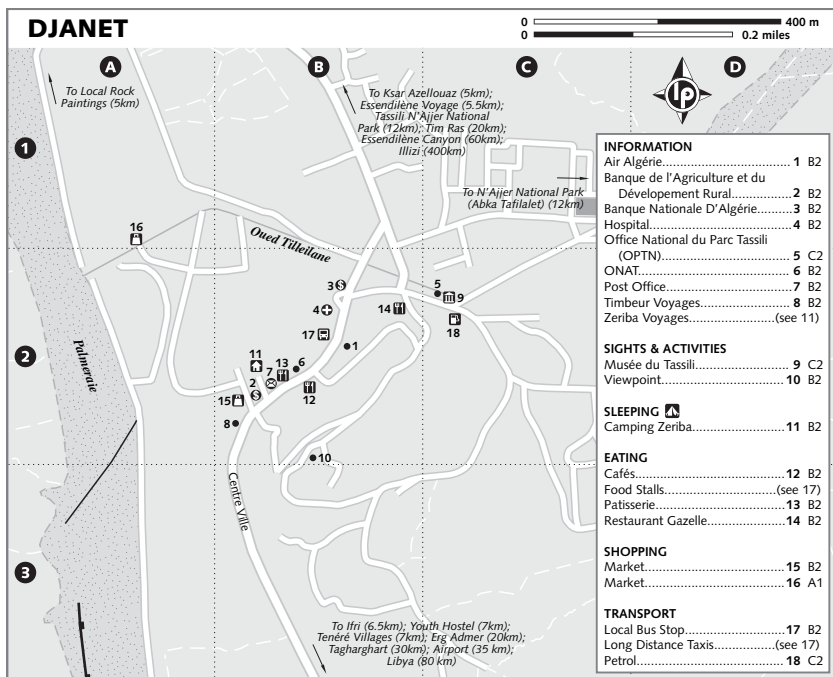 DJANET
0 400 m
0 0.2 miles
A
B
C
D
1
2
3
To Local Rock
Paintings (5km)
To Ksar Azellouaz (5km);
Essendilène Voyage (5.5km);
Tassili N'Ajjer National
Park (12km); Tim Ras (20km);
Essendilène Canyon (60km);
Illizi (400km)
To N'Ajjer National Park
(Abka Tafilalet) (12km)
lp
16
Oued Tilleilane
3
4
17
1
14
5
9
18
11
7
13
6
2
12
15
8
10
Palmeraie
Centre Ville
To Ifri (6.5km); Youth Hostel (7km);
Tenéré Villages (7km); Erg Admer (20km);
Tagharghart (30km); Airport (35 km);
Libya (80 km)
INFORMATION
Air Algérie 1 B2
Banque de l'Agriculture et du
Dévelopement Rural 2 B2
Banque Nationale D'Algérie 3 B2
Hospital 4 B2
Office National du Parc Tassili
(OPTN) 5 C2
ONAT 6 B2
Post Office 7 B2
Timbeur Voyages 8 B2
Zeriba Voyages (see 11)
SIGHTS & ACTIVITIES
Musée du Tassili 9 C2
Viewpoint 10 B2
SLEEPING
Camping Zeriba 11 B2
EATING
Cafés 12 B2
Food Stalls (see 17)
Patisserie 13 B2
Restaurant Gazelle 14 B2
SHOPPING
Market 15 B2
Market 16 A1
TRANSPORT
Local Bus Stop 17 B2
Long Distance Taxis (see 17)
Petrol 18 C2